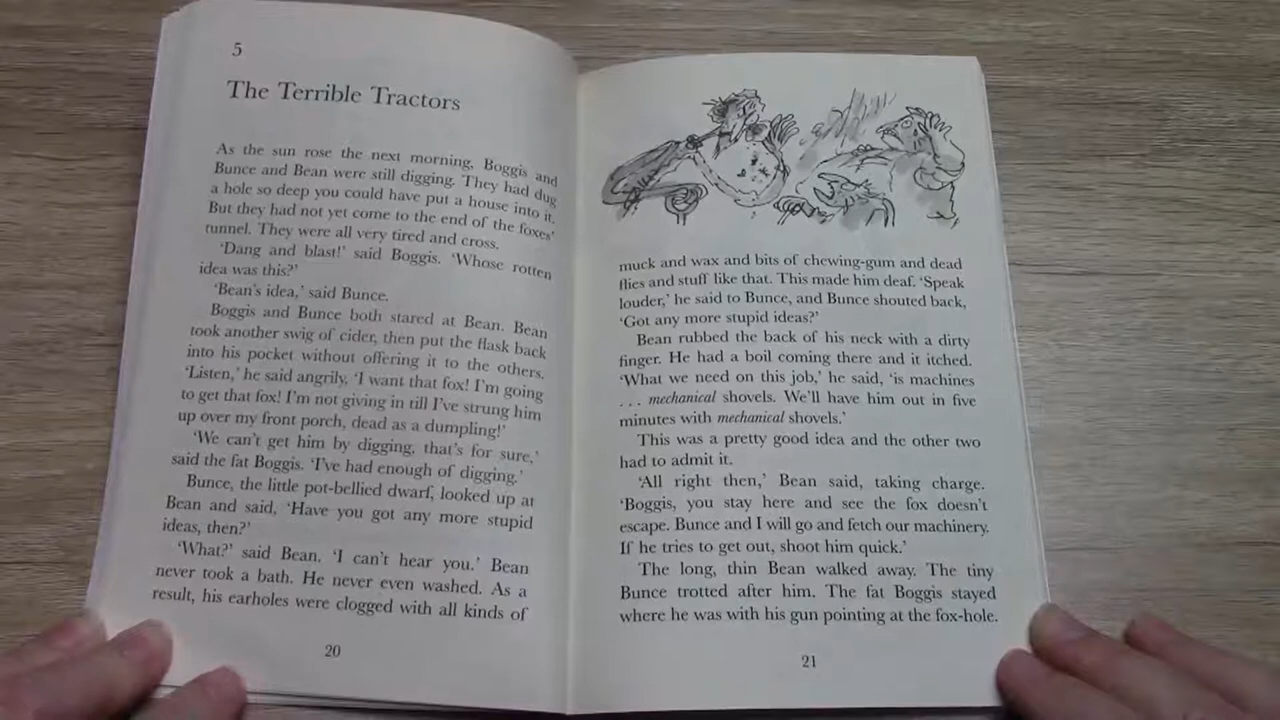 5
The Terrible Tractors
As the sun rose the next morning, Boggis and
Bunce and Bean were still digging. They had dug
a hole so deep you could have put a house into it.
But they had not yet come to the end of the foxes'
tunnel. They were all very tired and cross.
'Dang and blast!' said Boggis. 'Whose rotten
idea was this?'
'Bean's idea,' said Bunce.
Boggis and Bunce both stared at Bean. Bean
took another swig of cider, then put the flask back
into his pocket without offering it to the others.
'Listen,' he said angrily, 'I want that fox! I'm going
to get that fox! I'm not giving in till I've strung him
up over my front porch, dead as a dumpling!'
'We can't get him by digging, that's for sure,'
said the fat Boggis. 'I've had enough of digging.'
Bunce, the little pot-bellied dwarf, looked up at
Bean and said, 'Have you got any more stupid
ideas, then?'
'What?' said Bean. 'I can't hear you.' Bean
never took a bath. He never even washed. As a
result, his earholes were clogged with all kinds of
20
muck and wax and bits of chewing-gum and dead
flies and stuff like that. This made him deaf. 'Speak
louder,' he said to Bunce, and Bunce shouted back,
'Got any more stupid ideas?'
Bean rubbed the back of his neck with a dirty
finger. He had a boil coming there and it itched.
'What we need on this job,' he said, 'is machines
. . . mechanical shovels. We'll have him out in five
minutes with mechanical shovels.'
This was a pretty good idea and the other two
had to admit it.
'All right then,' Bean said, taking charge.
'Boggis, you stay here and see the fox doesn't
escape. Bunce and I will go and fetch our machinery.
If he tries to get out, shoot him quick.'
The long, thin Bean walked away. The tiny
Bunce trotted after him. The fat Boggis stayed
where he was with his gun pointing at the fox-hole.
21